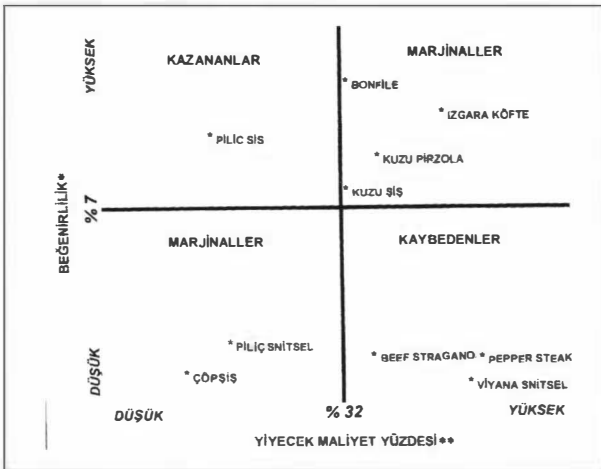 YÜKSEK
KAZANANLAR
MARJİNALLER
* BONFİLE
* IZGARA KÖFTE
* PİLİC SİS
* KUZU PİRZOLA
* KUZU ŞİŞ
BEĞENİRLİLİK*
% 7
MARJİNALLER
KAYBEDENLER
* PİLİÇ SNİTSEL
* ÇÖPŞİŞ
* BEEF STRAGANO
* PEPPER STEAK
* VİYANA SNİTSEL
DÜŞÜK
DÜŞÜK
% 32
YÜKSEK
YİYECEK MALİYET YÜZDESİ**